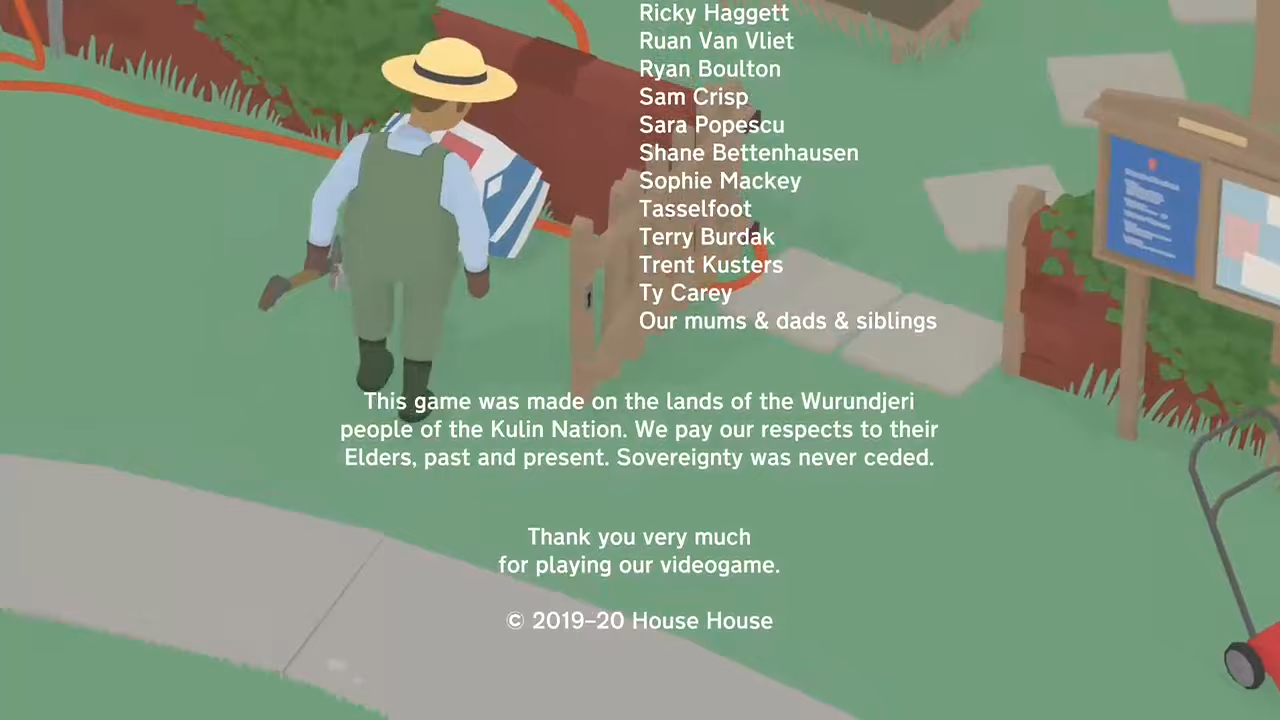 Ricky Haggett
Ruan Van Vliet
Ryan Boulton
Sam Crisp
Sara Popescu
Shane Bettenhausen
Sophie Mackey
Tasselfoot
Terry Burdak
Trent Kusters
Ty Carey
Our mums & dads & siblings
This game was made on the lands of the Wurundjeri
people of the Kulin Nation. We pay our respects to their
Elders, past and present. Sovereignty was never ceded.
Thank you very much
for playing our videogame.
© 2019–20 House House